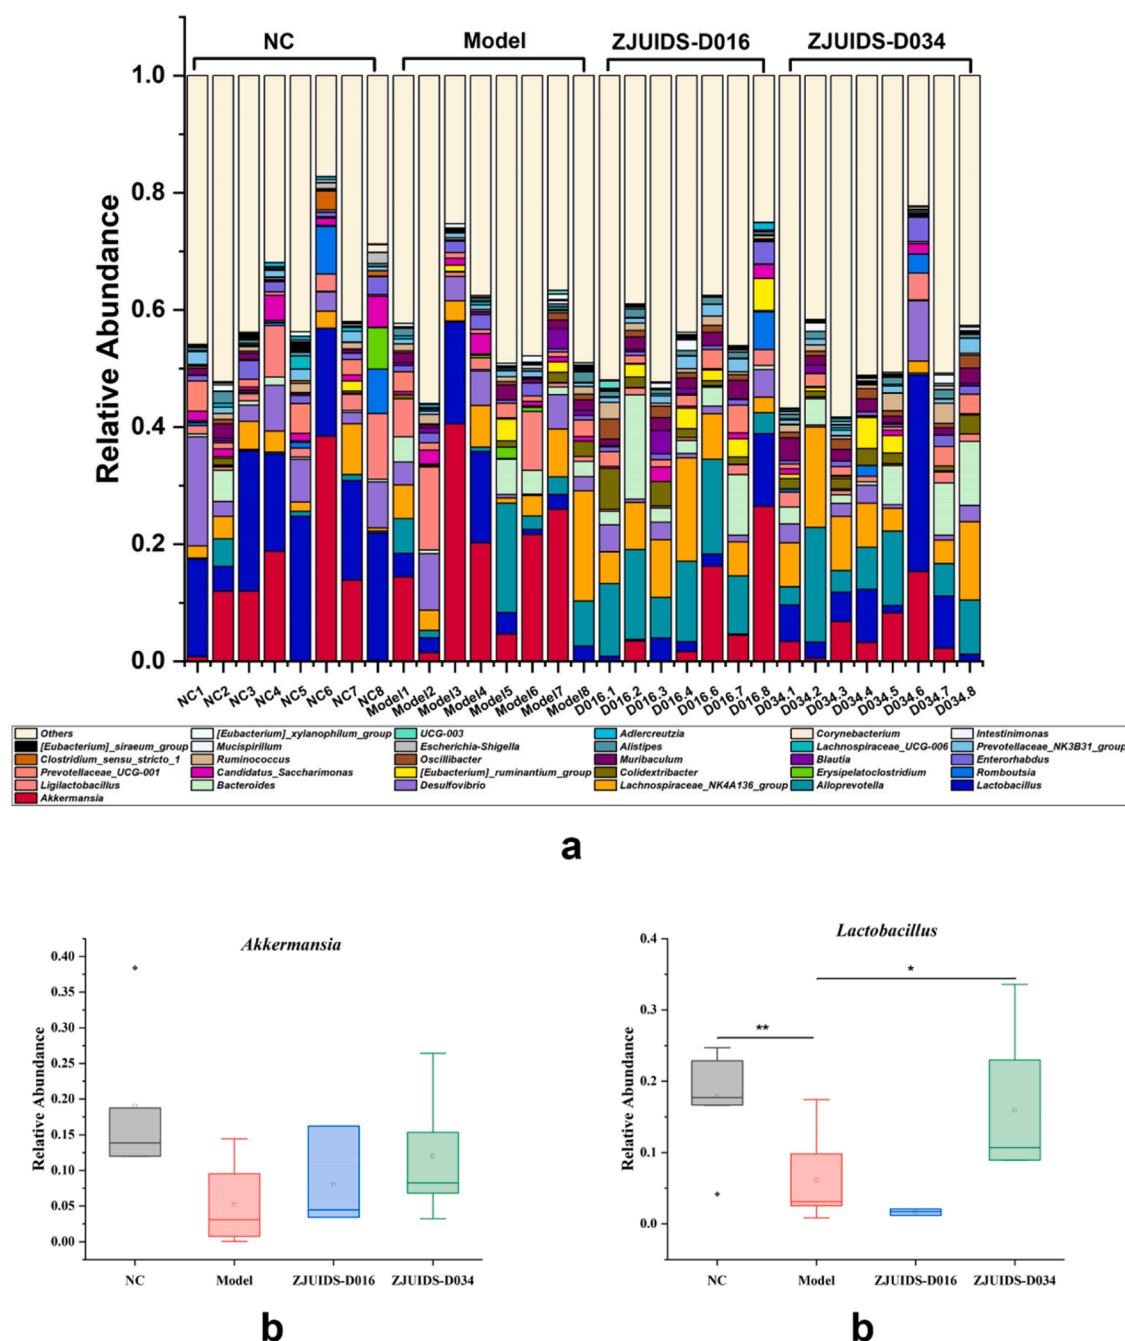 NC Model ZJUIDS-D016 ZJUIDS-D034
1.0
0.8
0.6
0.4
0.2
0.0
Relative Abundance
NC1 NC2 NC3 NC4 NC5 NC6 NC7 NC8 Model1 Model2 Model3 Model4 Model5 Model6 Model7 Model8 D016.1 D016.2 D016.3 D016.4 D016.6 D016.7 D016.8 D034.1 D034.2 D034.3 D034.4 D034.5 D034.6 D034.7 D034.8
Others [Eubacterium]_xylanophilum_group UCG-003 Adlercreutzia Corynebacterium Intestinimonas
[Eubacterium]_siraeum_group Mucispirillum Escherichia-Shigella Alistipes Lachnospiraceae_UCG-006 Prevotellaceae_NK3B31_group
Clostridium_sensu_stricto_1 Ruminococcus Oscillibacter Muribaculum Blautia Enterorhabdus
Prevotellaceae_UCG-001 Candidatus_Saccharimonas [Eubacterium]_ruminantium_group Colidextribacter Erysipelatoclostridium Romboutsia
Ligilactobacillus Bacteroides Desulfovibrio Lachnospiraceae_NK4A136_group Alloprevotella Lactobacillus
Akkermansia
a
Akkermansia
0.40
0.35
0.30
0.25
0.20
0.15
0.10
0.05
0.00
Relative Abundance
NC Model ZJUIDS-D016 ZJUIDS-D034
b
Lactobacillus
0.4
0.3
0.2
0.1
0.0
Relative Abundance
**
*
NC Model ZJUIDS-D016 ZJUIDS-D034
b